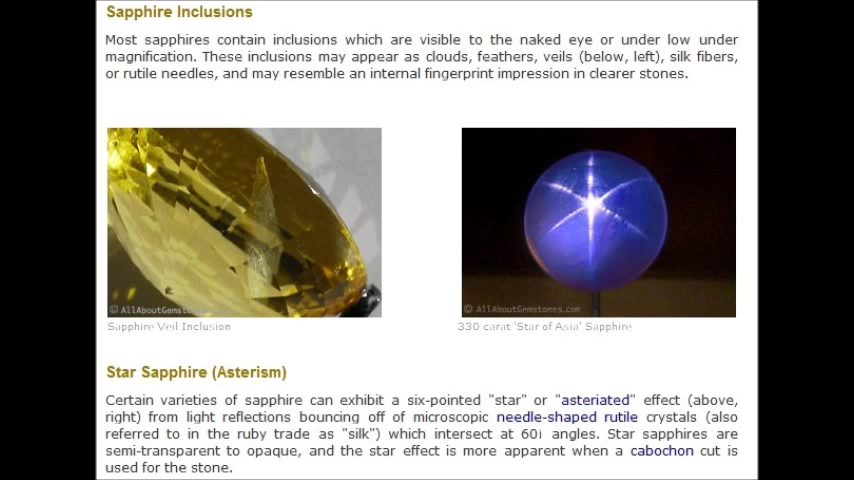 Sapphire Inclusions
Most sapphires contain inclusions which are visible to the naked eye or under low under
magnification. These inclusions may appear as clouds, feathers, veils (below, left), silk fibers,
or rutile needles, and may resemble an internal fingerprint impression in clearer stones.
© AllAboutGemst
© AllAboutGemstones.com
Sapphire Veil Inclusion
330 carat 'Star of Asia' Sapphire
Star Sapphire (Asterism)
Certain varieties of sapphire can exhibit a six-pointed "star" or "asteriated" effect (above,
right) from light reflections bouncing off of microscopic needle-shaped rutile crystals (also
referred to in the ruby trade as "silk") which intersect at 60i angles. Star sapphires are
semi-transparent to opaque, and the star effect is more apparent when a cabochon cut is
used for the stone.